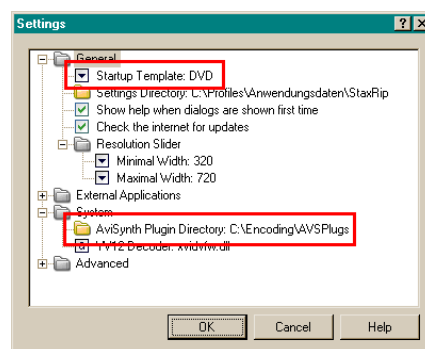 Settings
General
Startup Template: DVD
Settings Directory: C:\Profiles\Anwendungsdaten\StaxRip
Show help when dialogs are shown first time
Check the internet for updates
Resolution Slider
Minimal Width: 320
Maximal Width: 720
External Applications
System
AviSynth Plugin Directory: C:\Encoding\AVSPlugs
YV12 Decoder: xvidvfw.dll
Advanced
OK Cancel Help